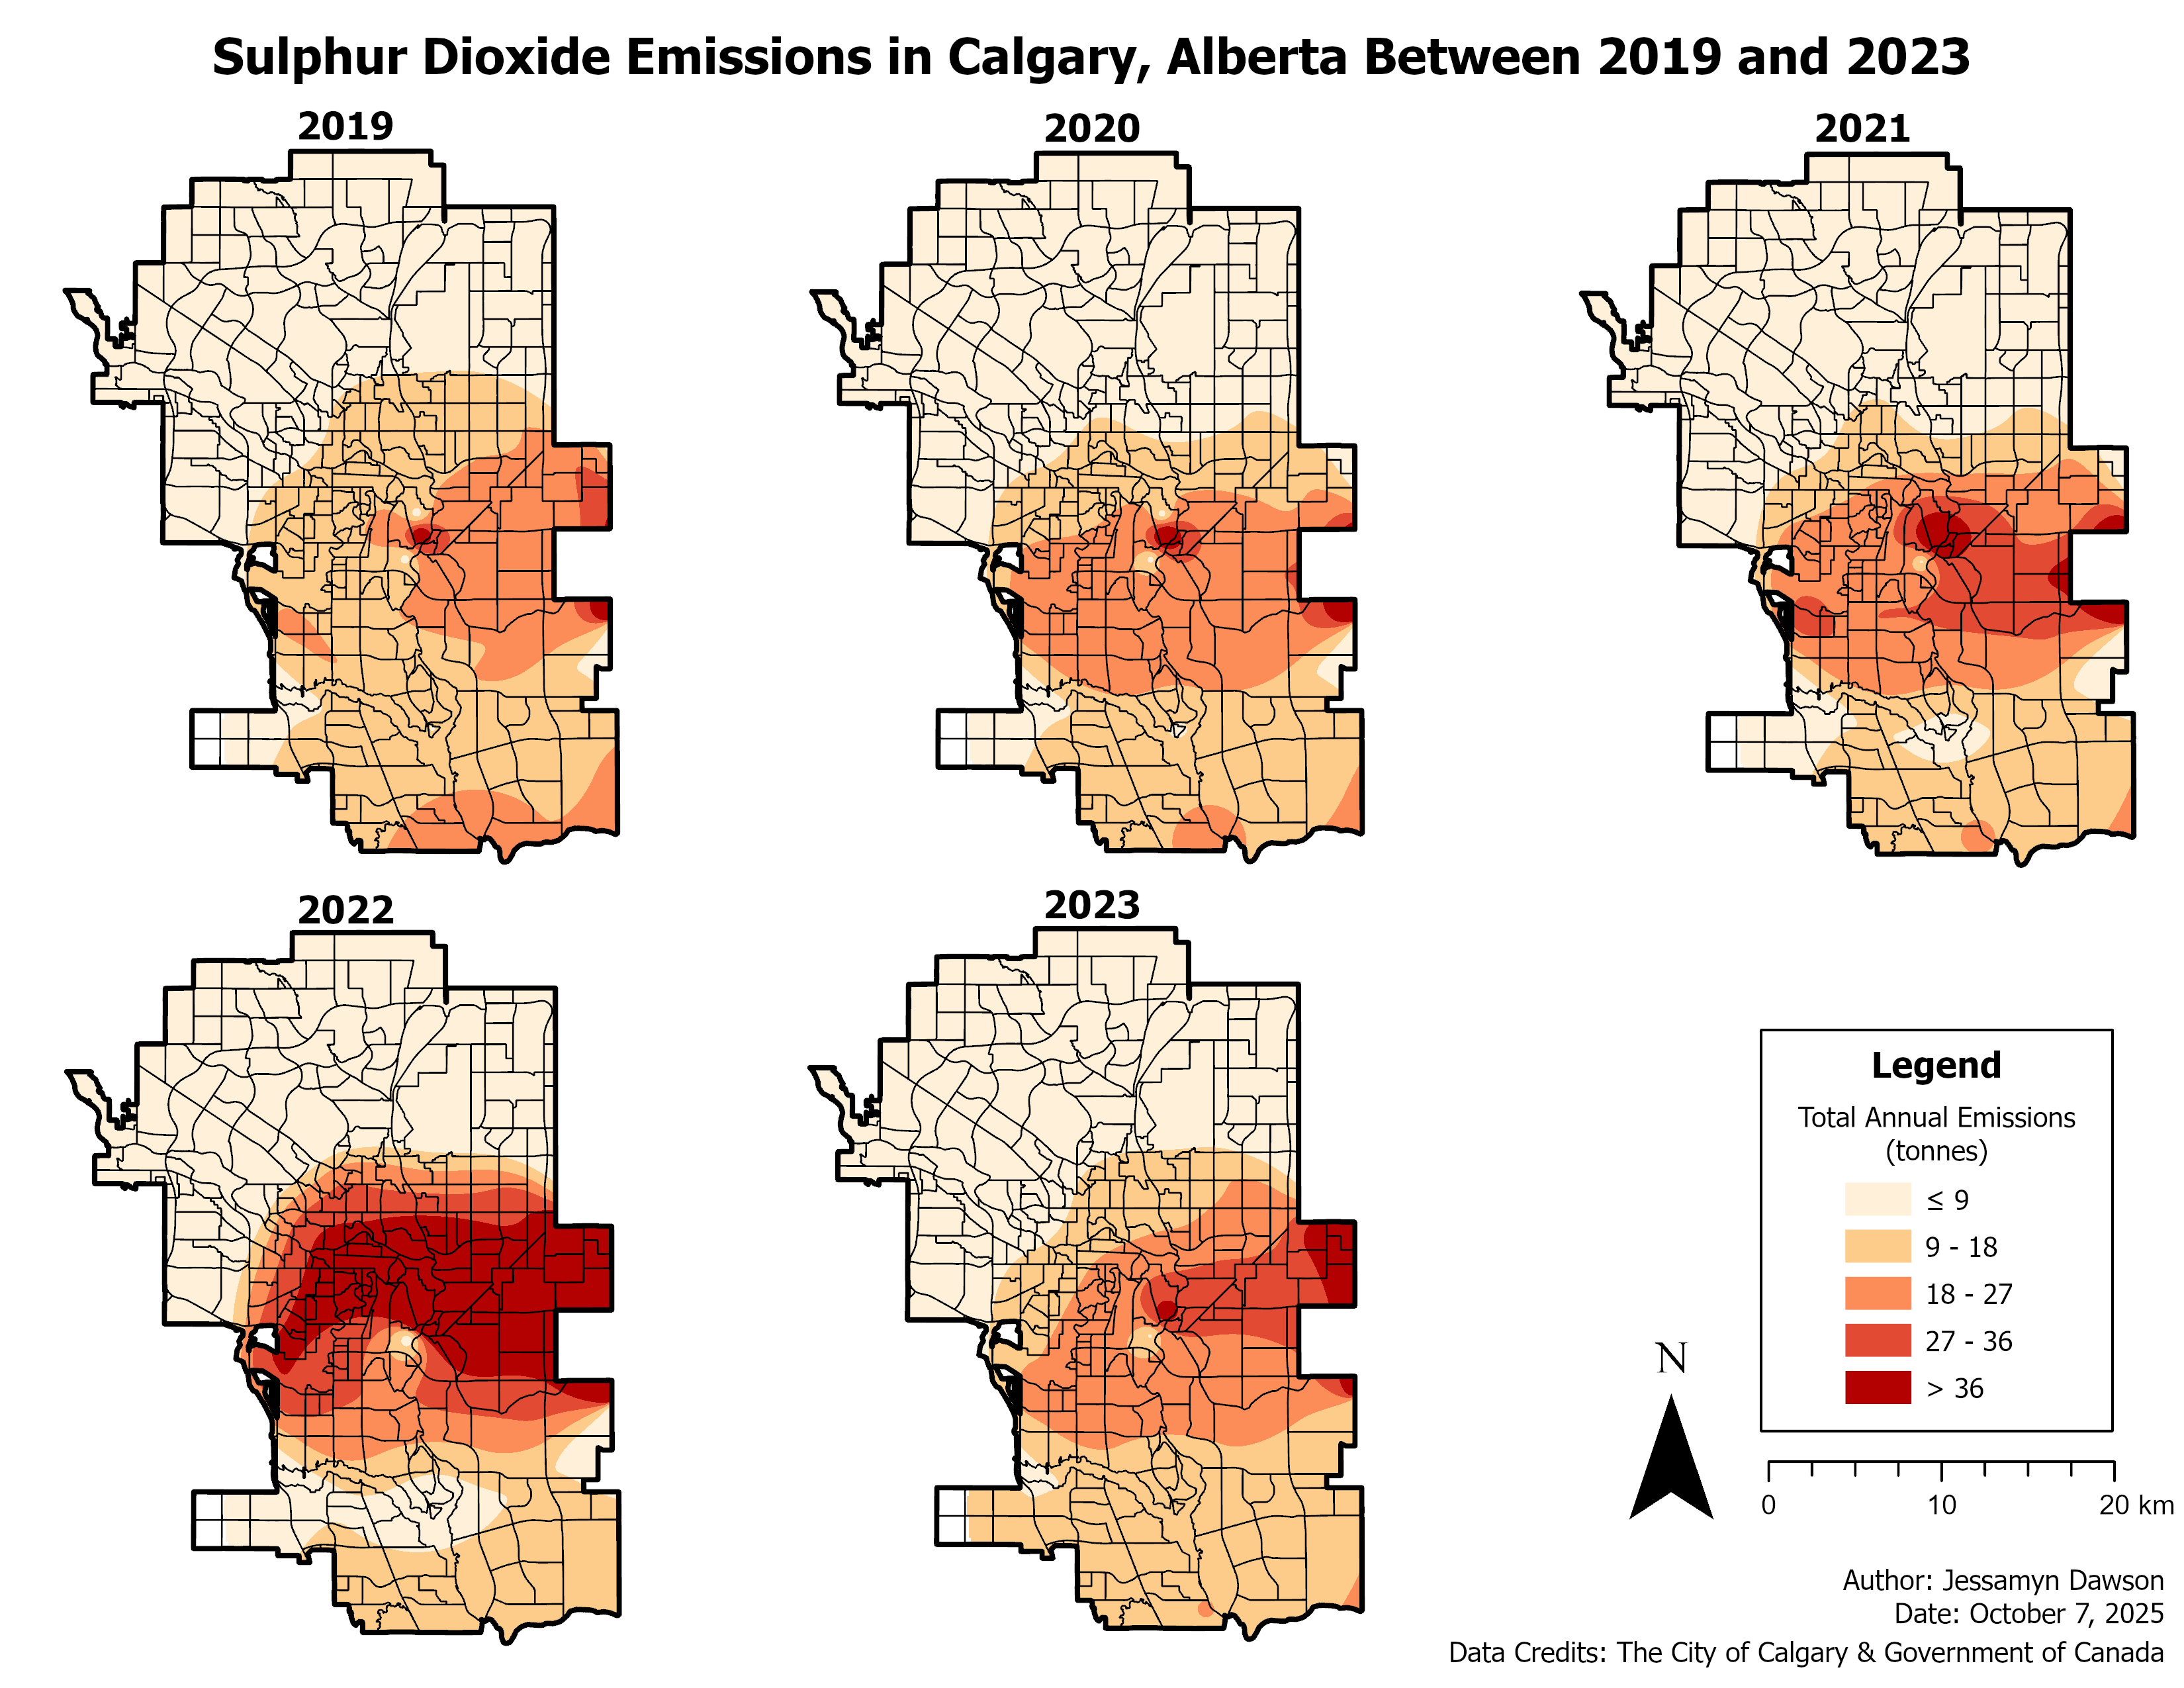 Sulphur Dioxide Emissions in Calgary, Alberta Between 2019 and 2023
2019
2020
2021
2022
2023
Legend
Total Annual Emissions
(tonnes)
≤ 9
9 - 18
18 - 27
27 - 36
> 36
N
0 10 20 km
Author: Jessamyn Dawson
Date: October 7, 2025
Data Credits: The City of Calgary & Government of Canada